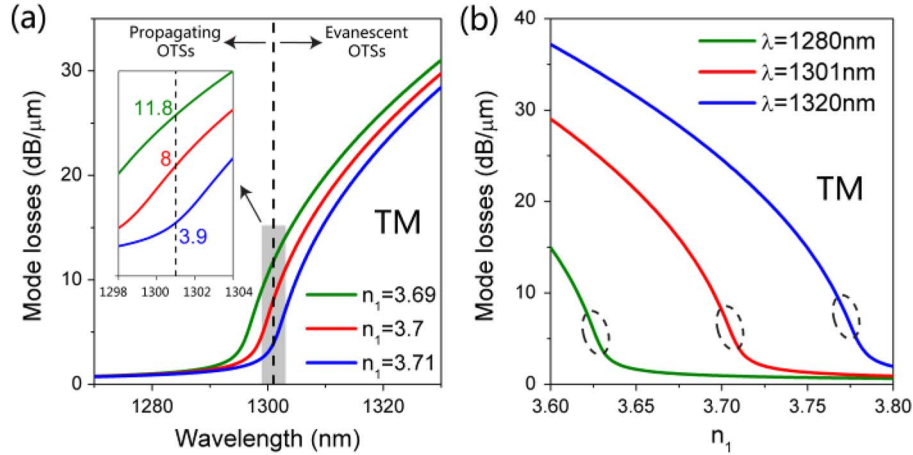 (a)
Propagating OTSs
Evanescent OTSs
11.8
8
3.9
1298 1300 1302 1304
TM
n₁=3.69
n₁=3.7
n₁=3.71
30
20
10
0
Mode losses (dB/μm)
1280 1300 1320
Wavelength (nm)
(b)
λ=1280nm
λ=1301nm
λ=1320nm
TM
40
30
20
10
0
Mode losses (dB/μm)
3.60 3.65 3.70 3.75 3.80
n₁